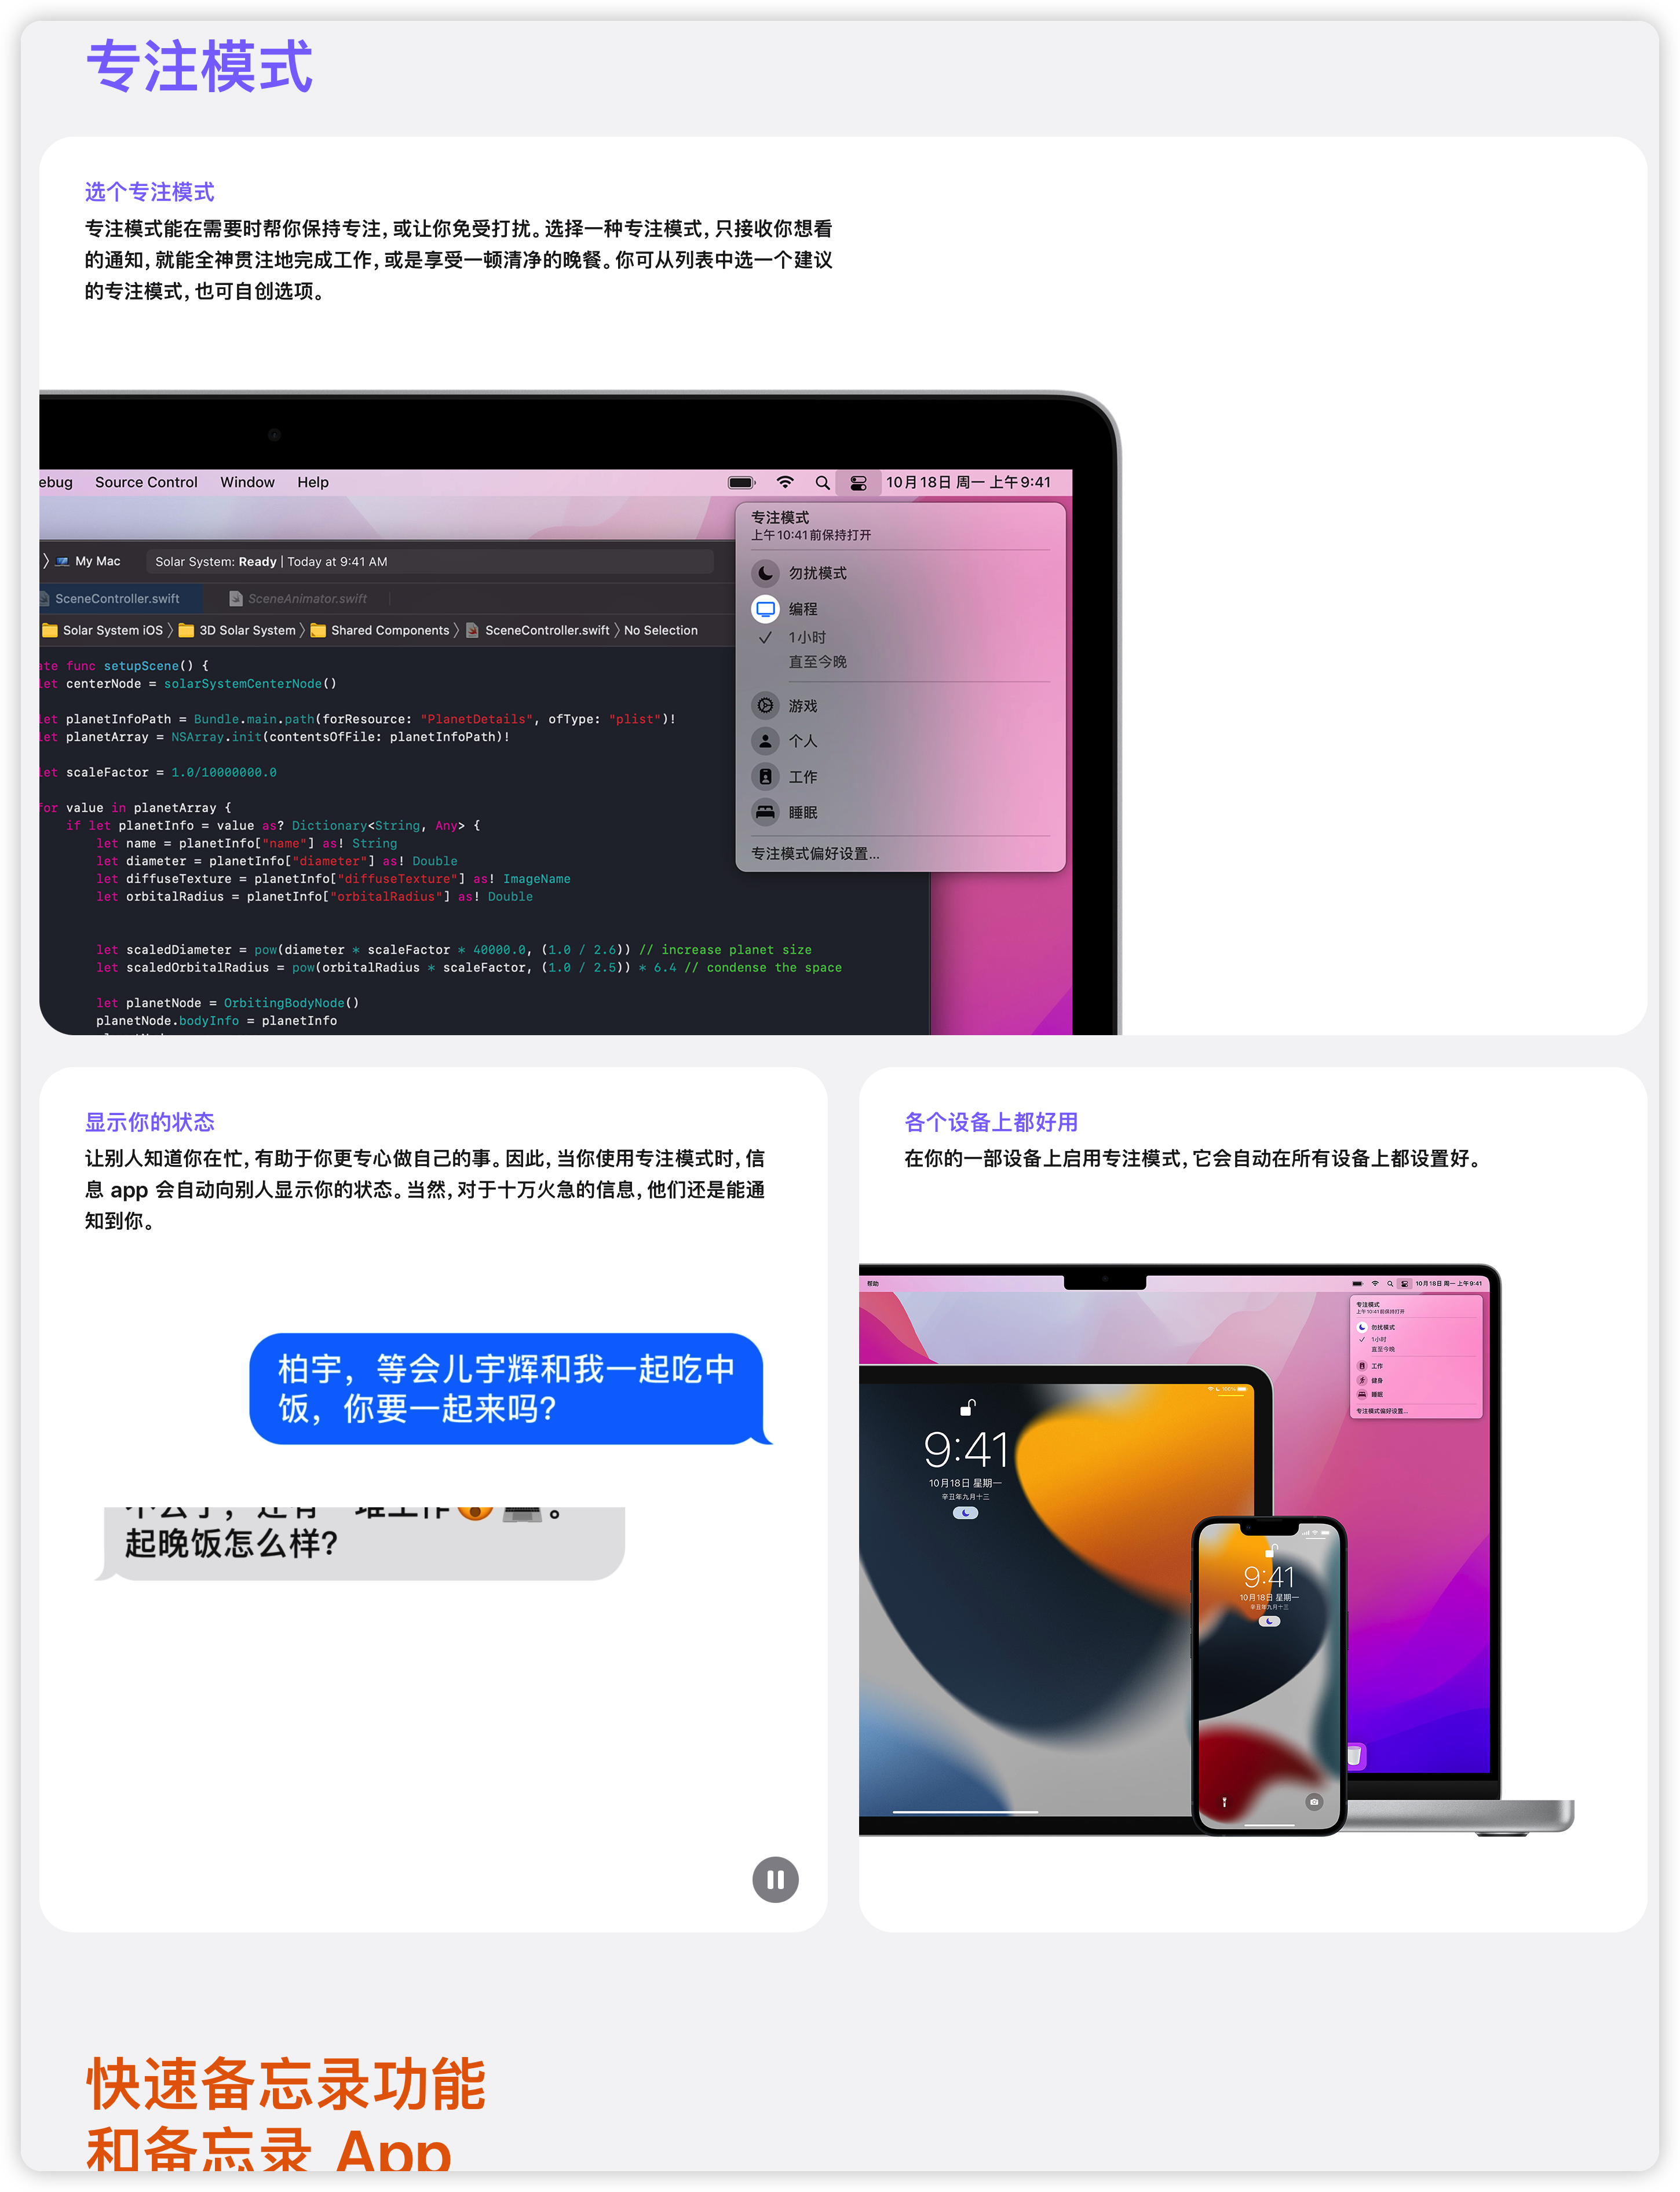 专注模式
选个专注模式
专注模式能在需要时帮你保持专注，或让你免受打扰。选择一种专注模式，只接收你想看
的通知，就能全神贯注地完成工作，或是享受一顿清净的晚餐。你可从列表中选一个建议
的专注模式，也可自创选项。
ebug Source Control Window Help 10月18日 周一 上午9:41
专注模式
上午10:41前保持打开
勿扰模式
编程
✓ 1小时
直至今晚
游戏
个人
工作
睡眠
专注模式偏好设置...
My Mac Solar System: Ready | Today at 9:41 AM
SceneController.swift SceneAnimator.swift
Solar System iOS 〉 3D Solar System 〉 Shared Components 〉 SceneController.swift 〉 No Selection
ate func setupScene() {
let centerNode = solarSystemCenterNode()
let planetInfoPath = Bundle.main.path(forResource: "PlanetDetails", ofType: "plist")!
let planetArray = NSArray.init(contentsOfFile: planetInfoPath)!
let scaleFactor = 1.0/10000000.0
for value in planetArray {
if let planetInfo = value as? Dictionary<String, Any> {
let name = planetInfo["name"] as! String
let diameter = planetInfo["diameter"] as! Double
let diffuseTexture = planetInfo["diffuseTexture"] as! ImageName
let orbitalRadius = planetInfo["orbitalRadius"] as! Double
let scaledDiameter = pow(diameter * scaleFactor * 40000.0, (1.0 / 2.6)) // increase planet size
let scaledOrbitalRadius = pow(orbitalRadius * scaleFactor, (1.0 / 2.5)) * 6.4 // condense the space
let planetNode = OrbitingBodyNode()
planetNode.bodyInfo = planetInfo
显示你的状态
让别人知道你在忙，有助于你更专心做自己的事。因此，当你使用专注模式时，信
息 app 会自动向别人显示你的状态。当然，对于十万火急的信息，他们还是能通
知到你。
柏宇，等会儿宇辉和我一起吃中
饭，你要一起来吗？
起晚饭怎么样？
各个设备上都好用
在你的一部设备上启用专注模式，它会自动在所有设备上都设置好。
帮助 10月18日 周一 上午9:41
专注模式
上午10:41前保持打开
勿扰模式
✓ 1小时
直至今晚
工作
健身
睡眠
专注模式偏好设置...
100%
9:41
10月18日 星期一
辛丑年九月十三
9:41
10月18日 星期一
辛丑年九月十三
快速备忘录功能
和备忘录 App